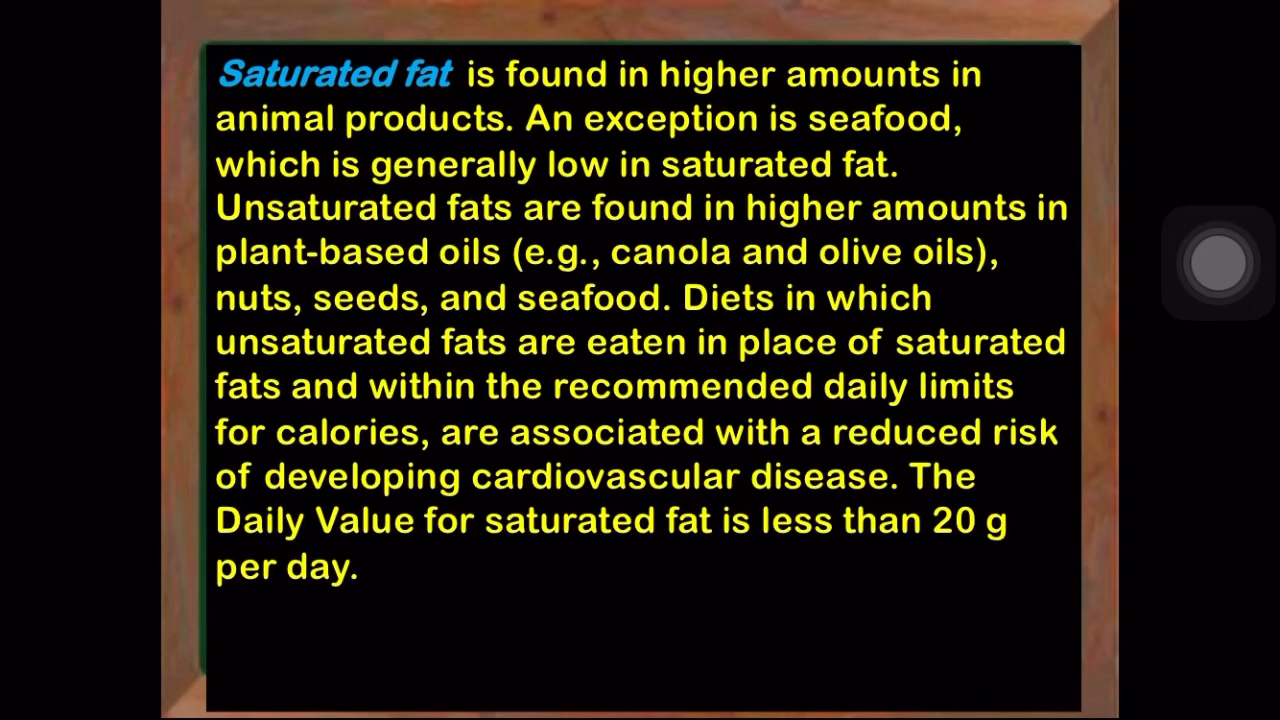 Saturated fat is found in higher amounts in
animal products. An exception is seafood,
which is generally low in saturated fat.
Unsaturated fats are found in higher amounts in
plant-based oils (e.g., canola and olive oils),
nuts, seeds, and seafood. Diets in which
unsaturated fats are eaten in place of saturated
fats and within the recommended daily limits
for calories, are associated with a reduced risk
of developing cardiovascular disease. The
Daily Value for saturated fat is less than 20 g
per day.